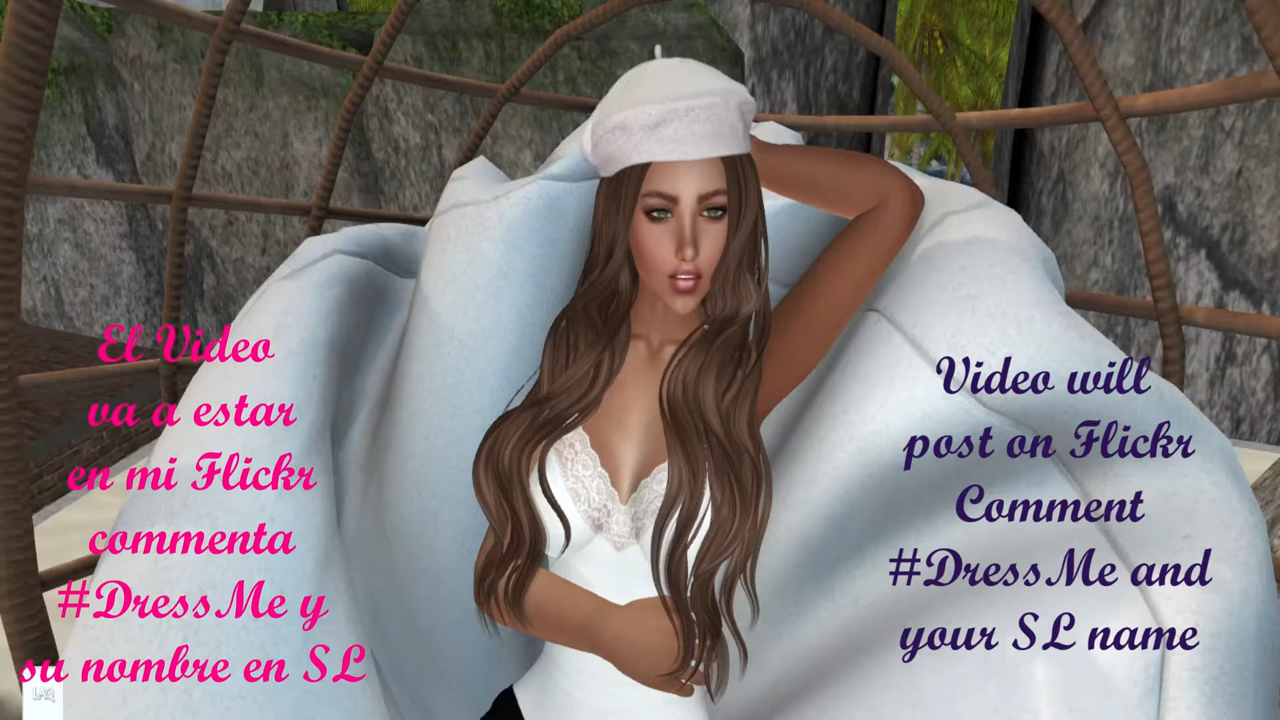 El Video
va a estar
en mi Flickr
commenta
#DressMe y
su nombre en SL
LAQ
Video will
post on Flickr
Comment
#DressMe and
your SL name